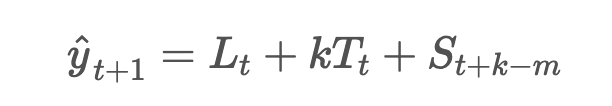 ŷ_{t+1} = L_t + kT_t + S_{t+k−m}